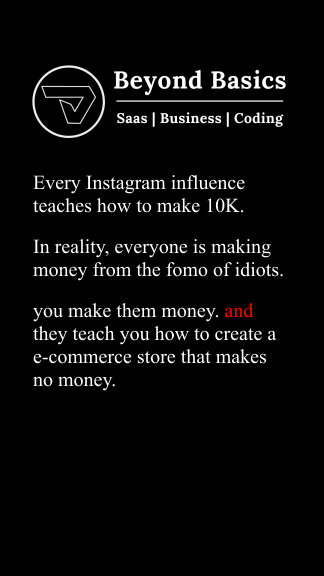 Beyond Basics
Saas | Business | Coding
Every Instagram influence
teaches how to make 10K.
In reality, everyone is making
money from the fomo of idiots.
you make them money. and
they teach you how to create a
e-commerce store that makes
no money.